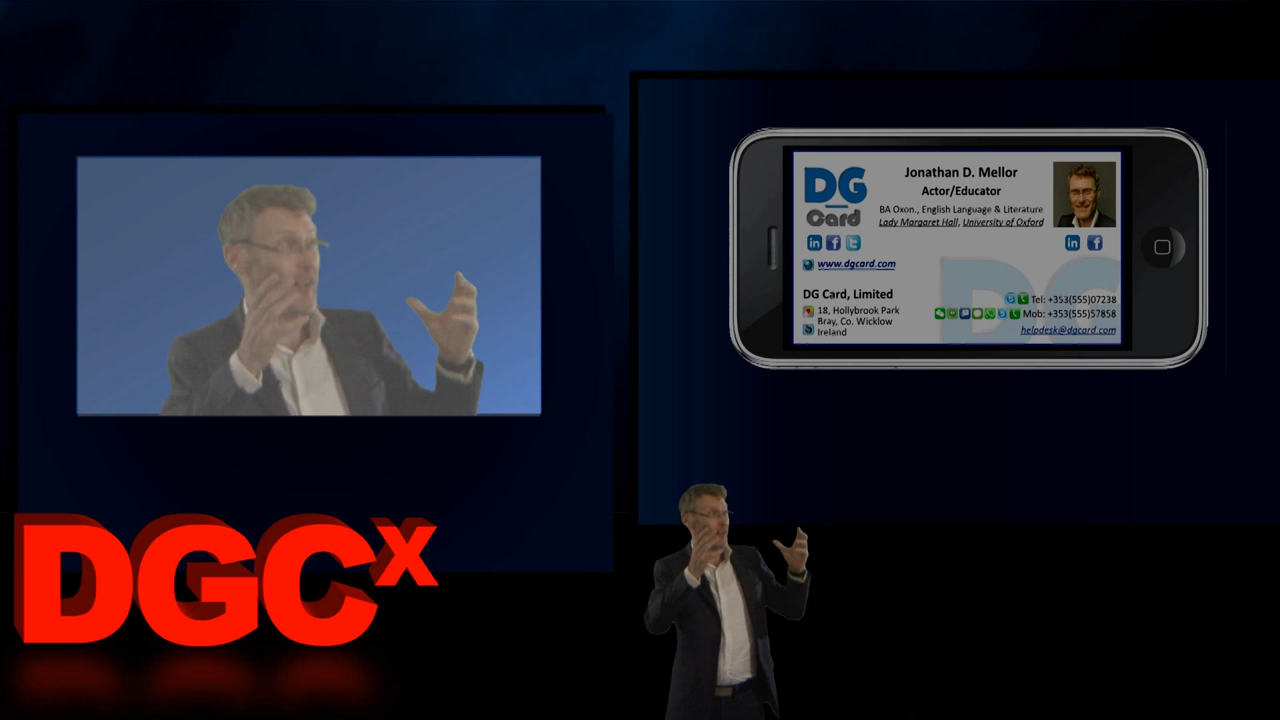 DG
Card
Jonathan D. Mellor
Actor/Educator
BA Oxon., English Language & Literature
Lady Margaret Hall, University of Oxford
www.dgcard.com
DG Card, Limited
18, Hollybrook Park
Bray, Co. Wicklow
Ireland
Tel: +353(555)07238
Mob: +353(555)57858
helpdesk@dgcard.com
DG
DGCx